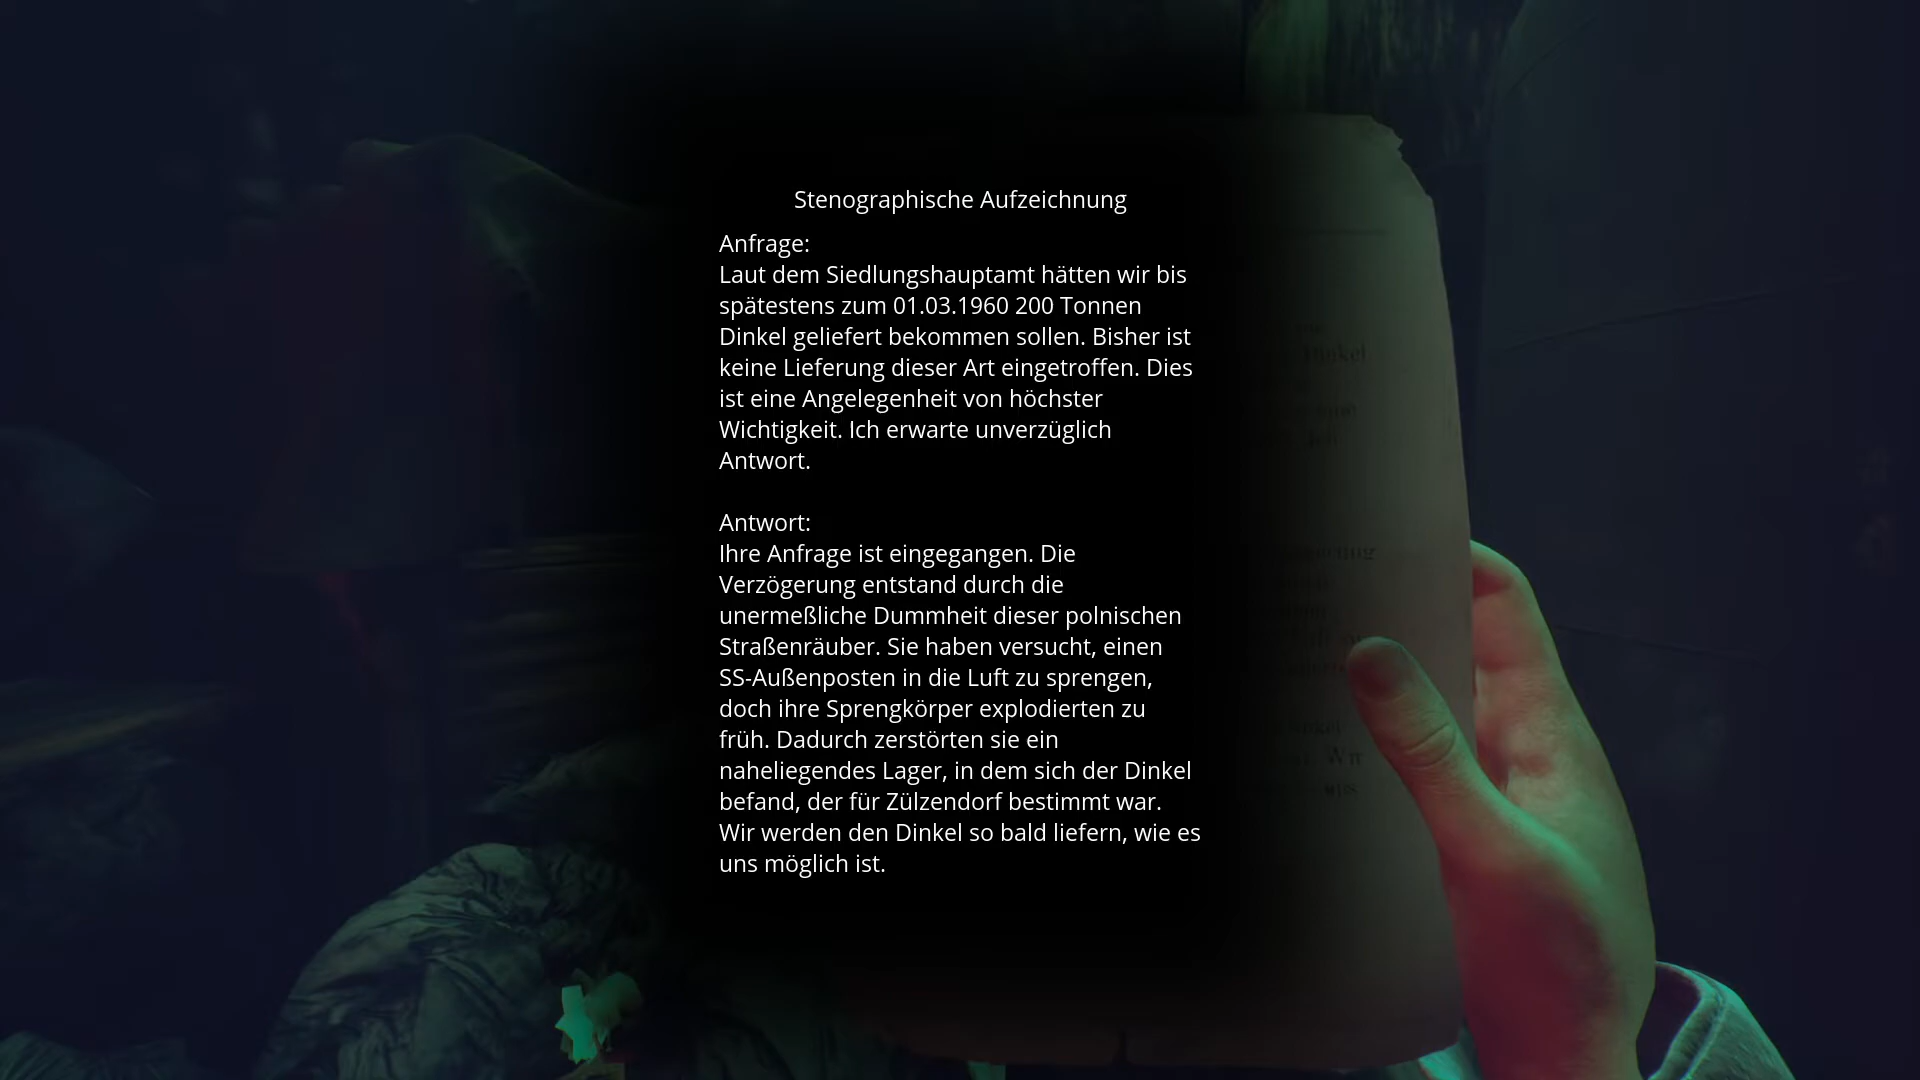 Stenographische Aufzeichnung
Anfrage:
Laut dem Siedlungshauptamt hätten wir bis
spätestens zum 01.03.1960 200 Tonnen
Dinkel geliefert bekommen sollen. Bisher ist
keine Lieferung dieser Art eingetroffen. Dies
ist eine Angelegenheit von höchster
Wichtigkeit. Ich erwarte unverzüglich
Antwort.
Antwort:
Ihre Anfrage ist eingegangen. Die
Verzögerung entstand durch die
unermeßliche Dummheit dieser polnischen
Straßenräuber. Sie haben versucht, einen
SS-Außenposten in die Luft zu sprengen,
doch ihre Sprengkörper explodierten zu
früh. Dadurch zerstörten sie ein
naheliegendes Lager, in dem sich der Dinkel
befand, der für Zülzendorf bestimmt war.
Wir werden den Dinkel so bald liefern, wie es
uns möglich ist.